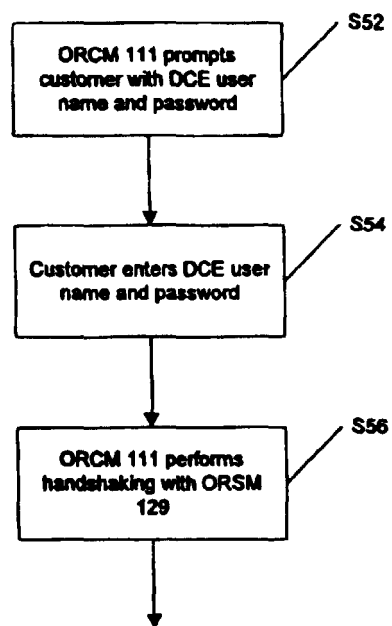 S52
ORCM 111 prompts
customer with DCE user
name and password
S54
Customer enters DCE user
name and password
S56
ORCM 111 performs
handshaking with ORSM
129